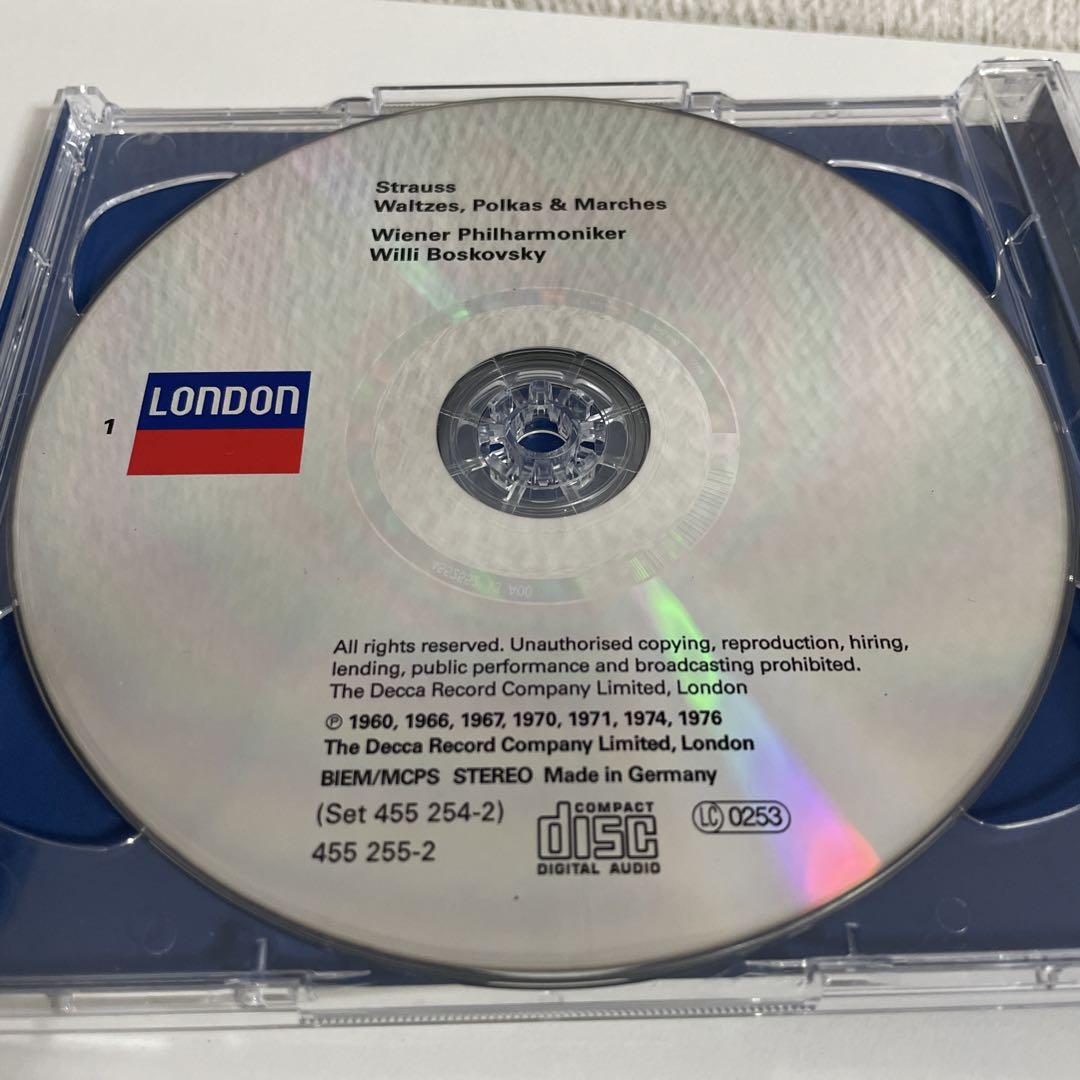 Strauss
Waltzes, Polkas & Marches
Wiener Philharmoniker
Willi Boskovsky
1
LONDON
All rights reserved. Unauthorised copying, reproduction, hiring,
lending, public performance and broadcasting prohibited.
The Decca Record Company Limited, London
℗ 1960, 1966, 1967, 1970, 1971, 1974, 1976
The Decca Record Company Limited, London
BIEM/MCPS STEREO Made in Germany
(Set 455 254-2)
455 255-2
COMPACT
disc
DIGITAL AUDIO
LC 0253